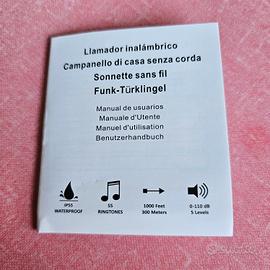 Llamador inalámbrico
Campanello di casa senza corda
Sonnette sans fil
Funk-Türklingel
Manual de usuarios
Manuale d'Utente
Manuel d'utilisation
Benutzerhandbuch
IP55
WATERPROOF
55
RINGTONES
1000 Feet
300 Meters
0-110 dB
5 Levels